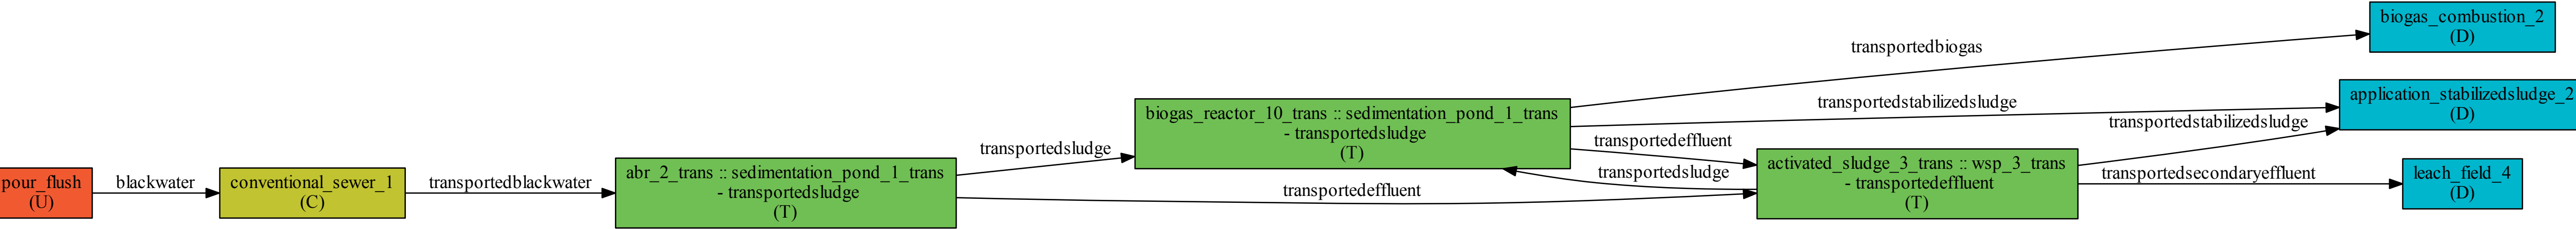 pour_flush
(U)
blackwater
conventional_sewer_1
(C)
transportedblackwater
abr_2_trans :: sedimentation_pond_1_trans
- transportedsludge
(T)
transportedsludge
transportedeffluent
biogas_reactor_10_trans :: sedimentation_pond_1_trans
- transportedsludge
(T)
transportedbiogas
transportedstabilizedsludge
transportedeffluent
transportedsludge
activated_sludge_3_trans :: wsp_3_trans
- transportedeffluent
(T)
transportedstabilizedsludge
transportedsecondaryeffluent
biogas_combustion_2
(D)
application_stabilizedsludge_2
(D)
leach_field_4
(D)